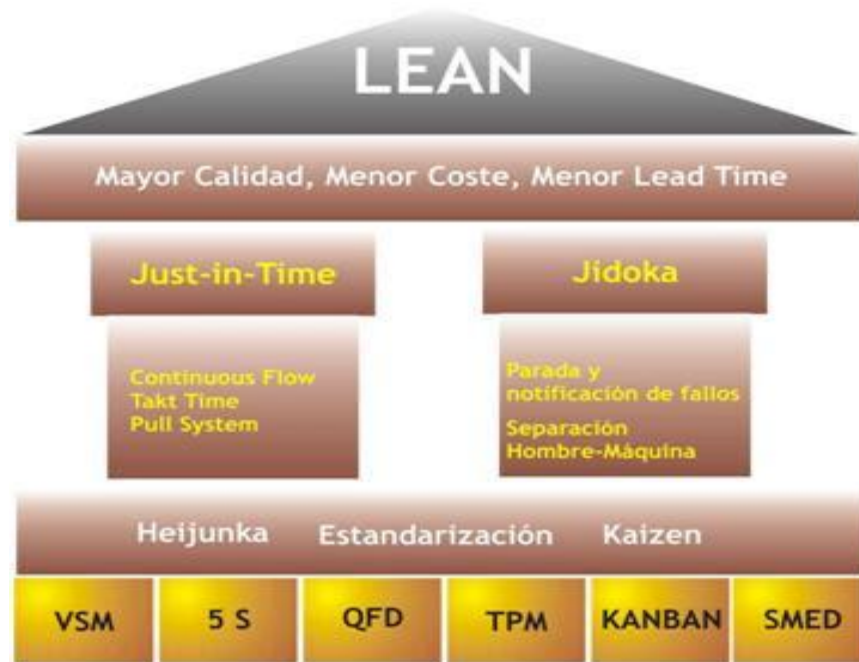 LEAN
Mayor Calidad, Menor Coste, Menor Lead Time
Just-in-Time
Continuous Flow
Takt Time
Pull System
Jidoka
Parada y
notificación de fallos
Separación
Hombre-Máquina
Heijunka Estandarización Kaizen
VSM 5 S QFD TPM KANBAN SMED